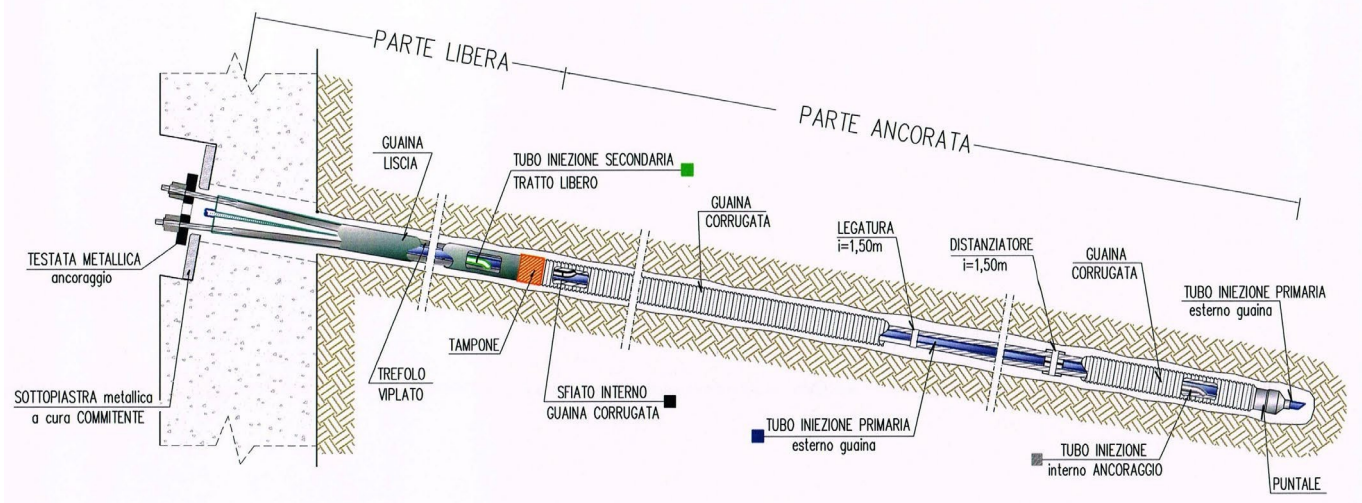 PARTE LIBERA
PARTE ANCORATA
GUAINA
LISCIA
TUBO INIEZIONE SECONDARIA
TRATTO LIBERO
GUAINA
CORRUGATA
LEGATURA
i=1,50m
DISTANZIATORE
i=1,50m
GUAINA
CORRUGATA
TUBO INIEZIONE PRIMARIA
esterno guaina
TESTATA METALLICA
ancoraggio
SOTTOPIASTRA metallica
a cura COMMITENTE
TREFOLO
VIPLATO
TAMPONE
SFIATO INTERNO
GUAINA CORRUGATA
TUBO INIEZIONE PRIMARIA
esterno guaina
TUBO INIEZIONE
interno ANCORAGGIO
PUNTALE